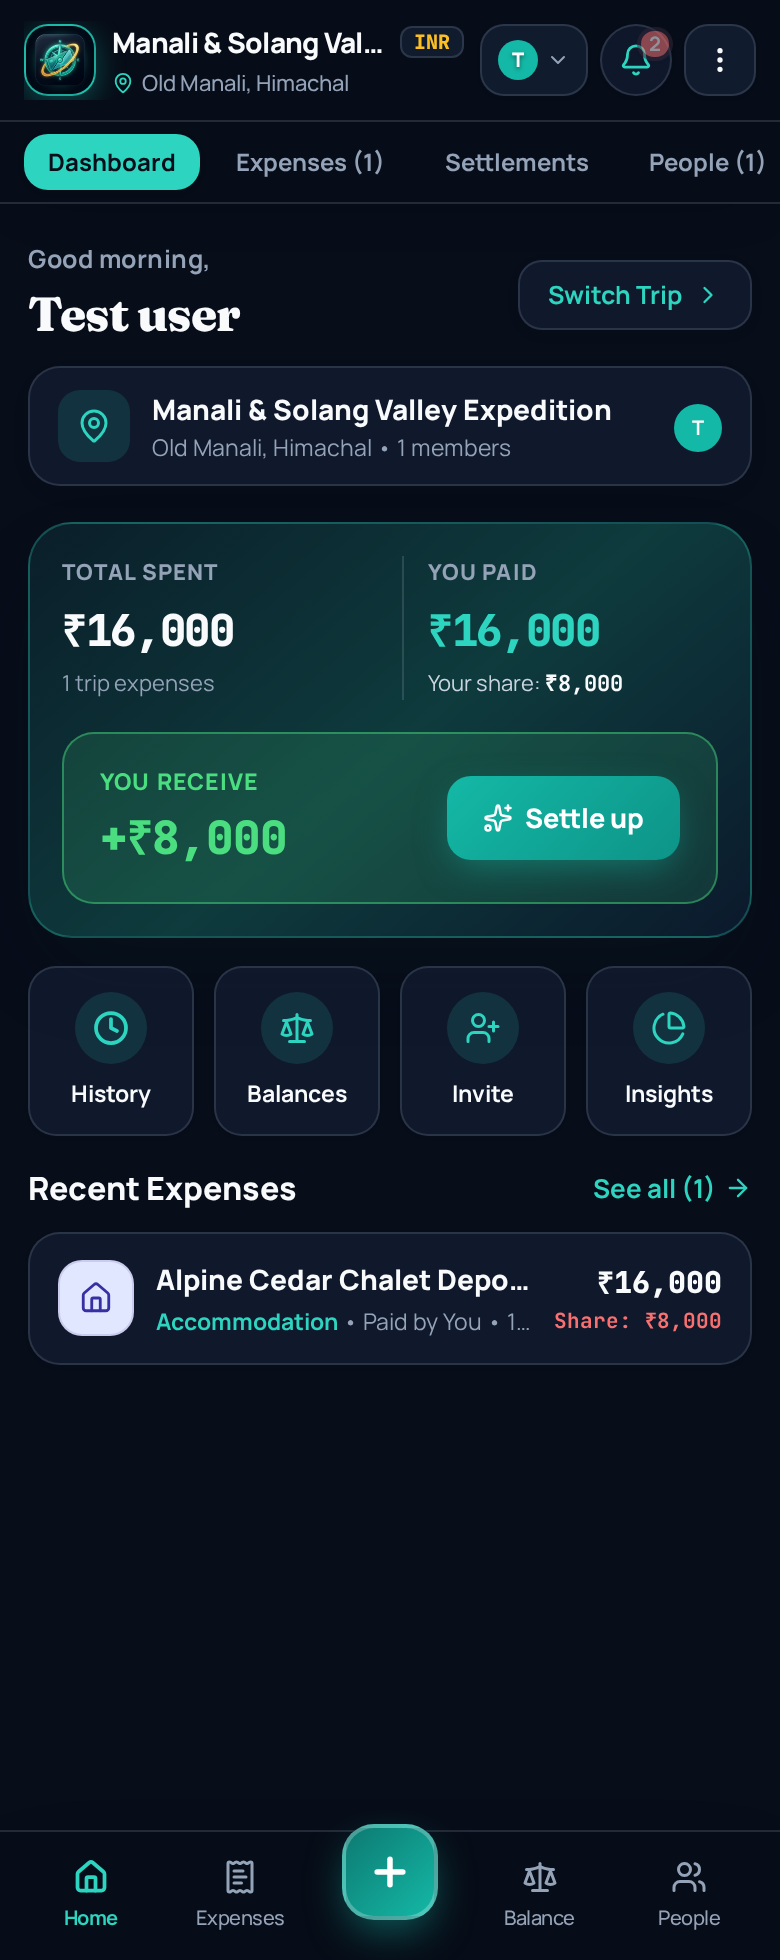 Manali & Solang Val... INR
Old Manali, Himachal
T
2
Dashboard Expenses (1) Settlements People (1)
Good morning,
Test user
Switch Trip
Manali & Solang Valley Expedition
Old Manali, Himachal • 1 members
T
TOTAL SPENT
₹16,000
1 trip expenses
YOU PAID
₹16,000
Your share: ₹8,000
YOU RECEIVE
+₹8,000
Settle up
History Balances Invite Insights
Recent Expenses See all (1)
Alpine Cedar Chalet Depo... ₹16,000
Accommodation • Paid by You • 1... Share: ₹8,000
Home Expenses Balance People